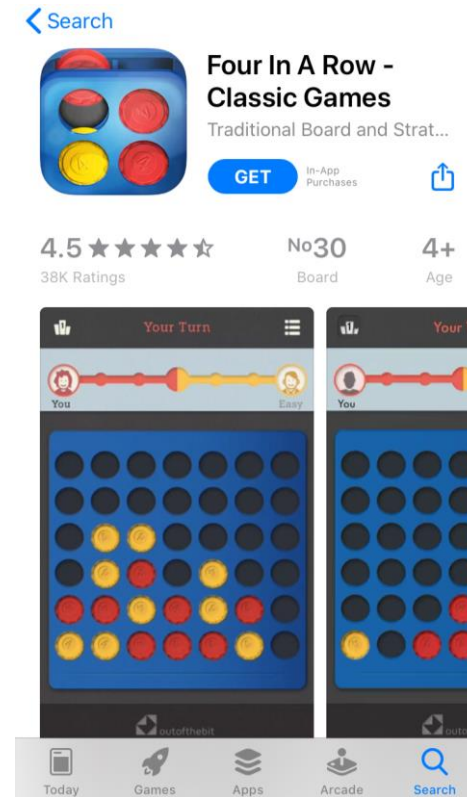 Search
Four In A Row -
Classic Games
Traditional Board and Strat...
GET
In-App
Purchases
4.5
No30
4+
38K Ratings
Board
Age
Your Turn
You
Easy
outofthebit
Your
You
Today
Games
Apps
Arcade
Search